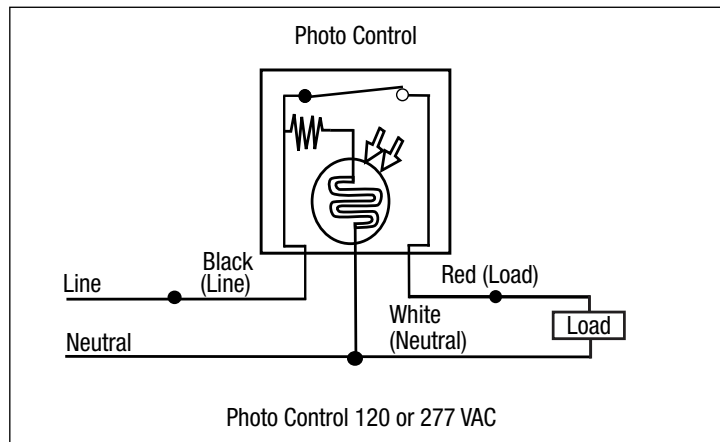 Photo Control
Black
(Line)
Line
Red (Load)
White
(Neutral)
Load
Neutral
Photo Control 120 or 277 VAC